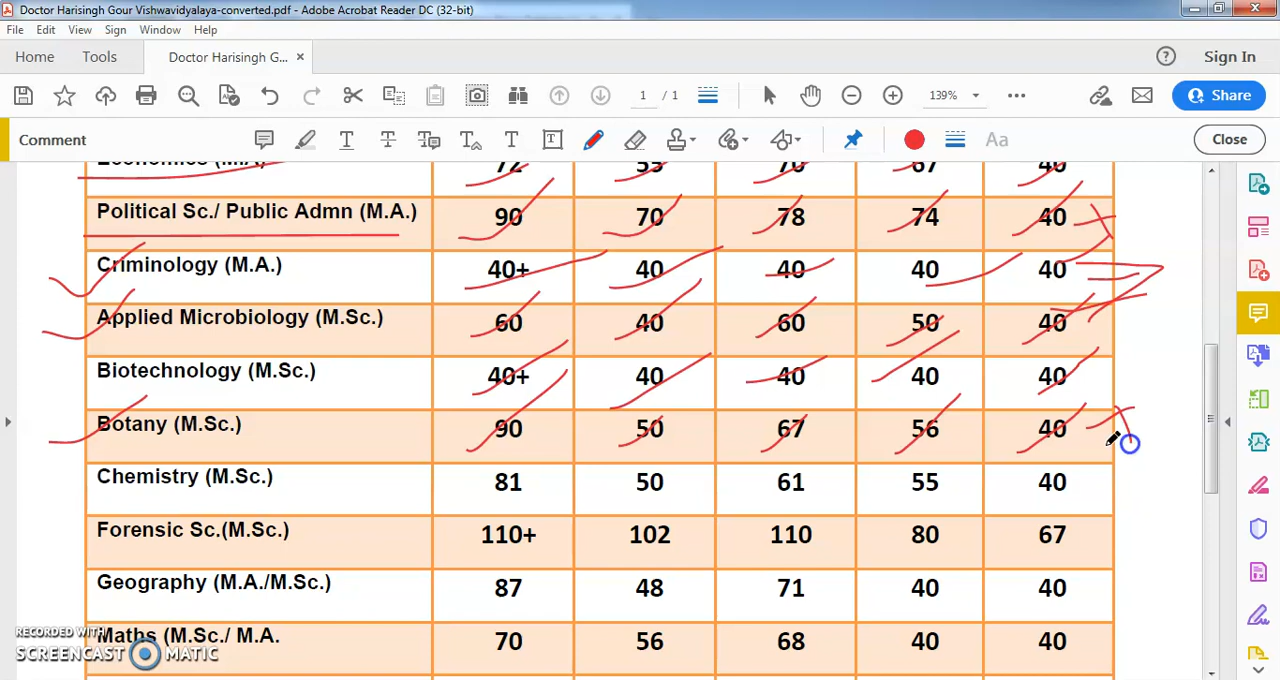 Doctor Harisingh Gour Vishwavidyalaya-converted.pdf - Adobe Acrobat Reader DC (32-bit)
File Edit View Sign Window Help
Home Tools Doctor Harisingh G... × Sign In
1 / 1 139% Share
Comment Close
Economics (M.A) 72 59 70 67 40
Political Sc./ Public Admn (M.A.) 90 70 78 74 40
Criminology (M.A.) 40+ 40 40 40 40
Applied Microbiology (M.Sc.) 60 40 60 50 40
Biotechnology (M.Sc.) 40+ 40 40 40 40
Botany (M.Sc.) 90 50 67 56 40
Chemistry (M.Sc.) 81 50 61 55 40
Forensic Sc.(M.Sc.) 110+ 102 110 80 67
Geography (M.A./M.Sc.) 87 48 71 40 40
Maths (M.Sc./ M.A. 70 56 68 40 40
RECORDED WITH
SCREENCAST MATIC